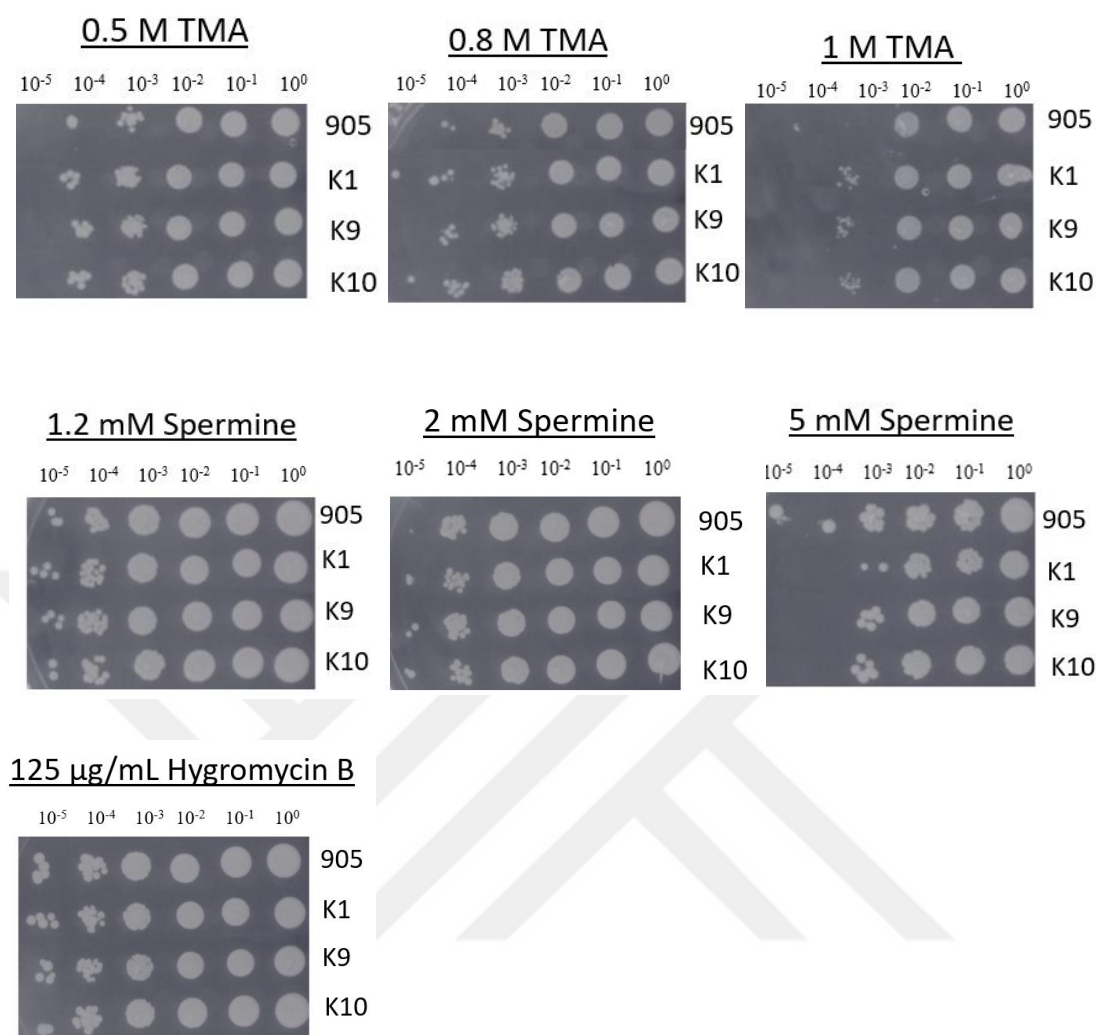 0.5 M TMA
10⁻⁵ 10⁻⁴ 10⁻³ 10⁻² 10⁻¹ 10⁰
905
K1
K9
K10
0.8 M TMA
10⁻⁵ 10⁻⁴ 10⁻³ 10⁻² 10⁻¹ 10⁰
905
K1
K9
K10
1 M TMA
10⁻⁵ 10⁻⁴ 10⁻³ 10⁻² 10⁻¹ 10⁰
905
K1
K9
K10
1.2 mM Spermine
10⁻⁵ 10⁻⁴ 10⁻³ 10⁻² 10⁻¹ 10⁰
905
K1
K9
K10
2 mM Spermine
10⁻⁵ 10⁻⁴ 10⁻³ 10⁻² 10⁻¹ 10⁰
905
K1
K9
K10
5 mM Spermine
10⁻⁵ 10⁻⁴ 10⁻³ 10⁻² 10⁻¹ 10⁰
905
K1
K9
K10
125 µg/mL Hygromycin B
10⁻⁵ 10⁻⁴ 10⁻³ 10⁻² 10⁻¹ 10⁰
905
K1
K9
K10